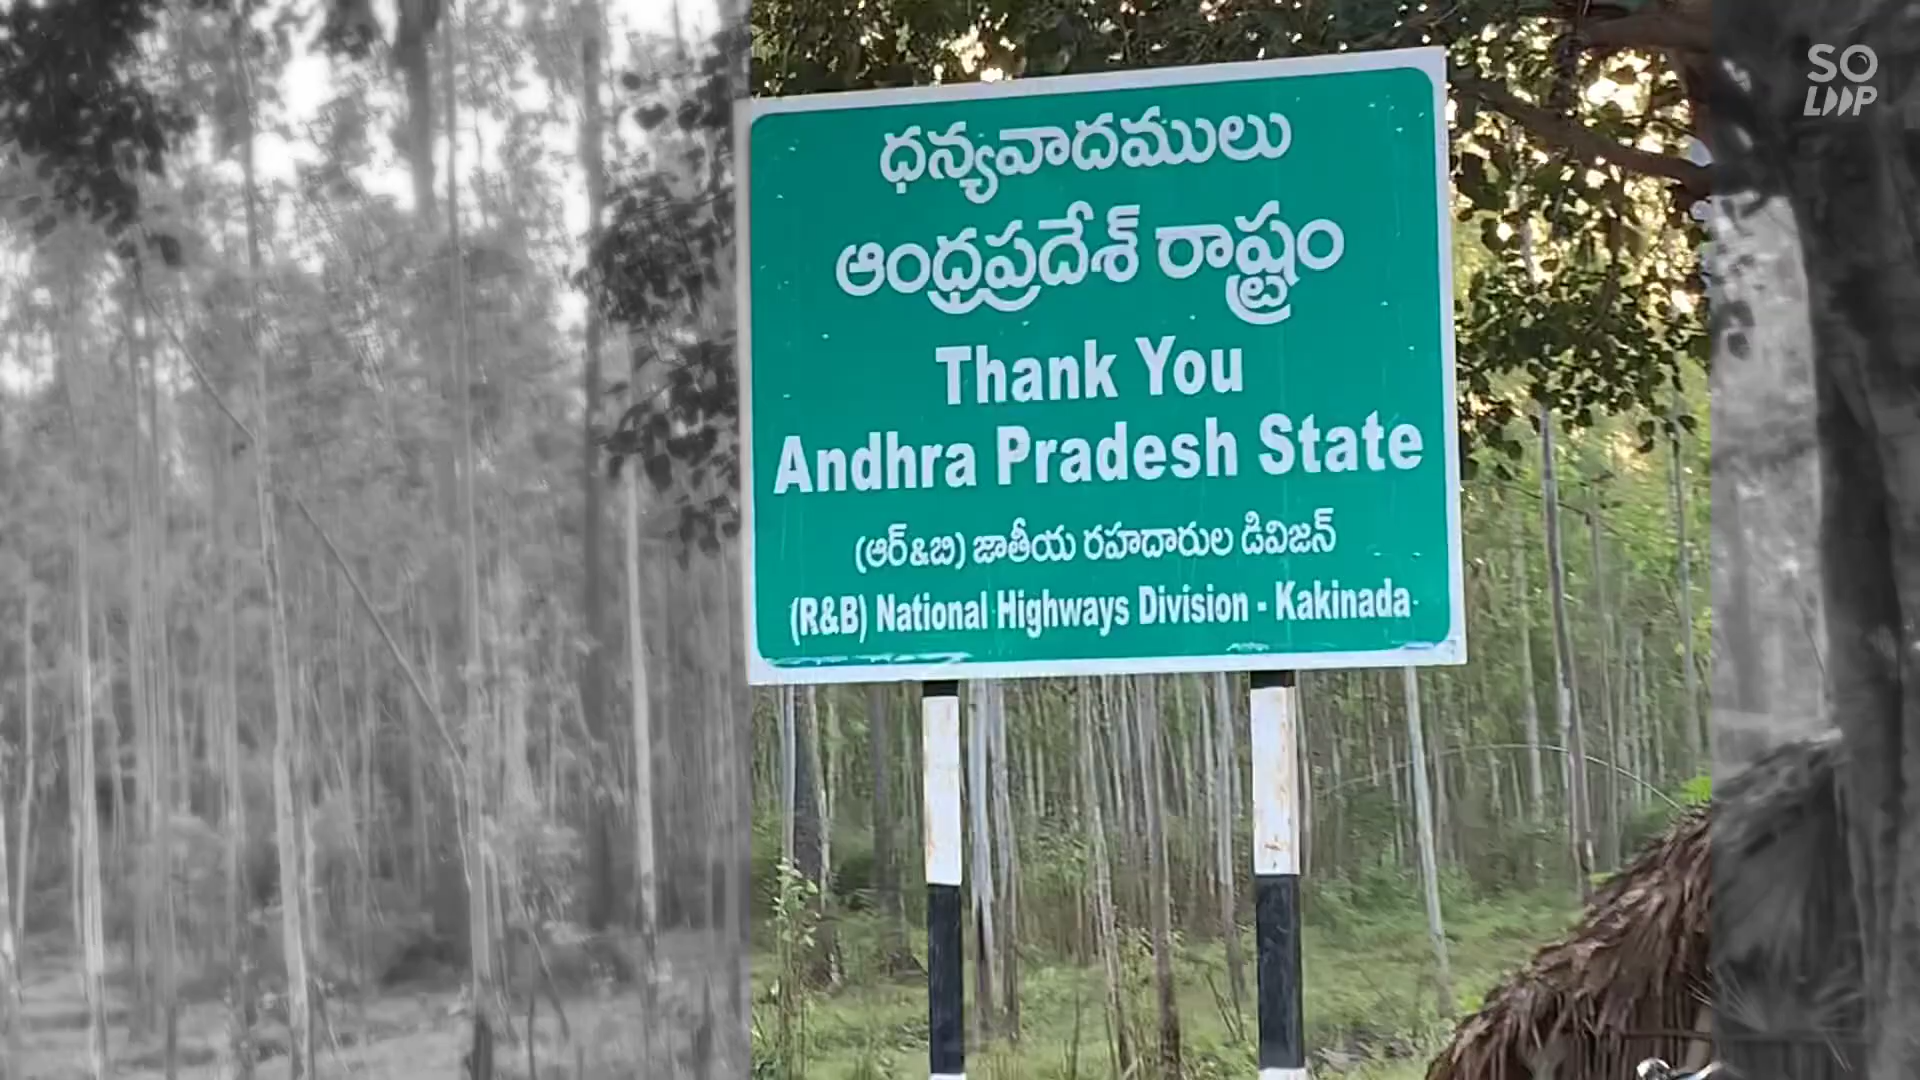 SO
LOOP
ధన్యవాదములు
ఆంధ్రప్రదేశ్ రాష్ట్రం
Thank You
Andhra Pradesh State
(ఆర్&బి) జాతీయ రహదారుల డివిజన్
(R&B) National Highways Division - Kakinada